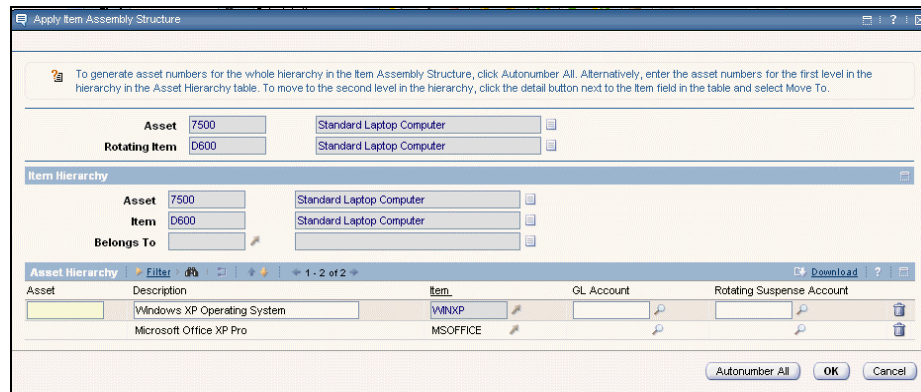 Apply Item Assembly Structure
To generate asset numbers for the whole hierarchy in the Item Assembly Structure, click Autonumber All. Alternatively, enter the asset numbers for the first level in the
hierarchy in the Asset Hierarchy table. To move to the second level in the hierarchy, click the detail button next to the Item field in the table and select Move To.
Asset 7500 Standard Laptop Computer
Rotating Item D600 Standard Laptop Computer
Item Hierarchy
Asset 7500 Standard Laptop Computer
Item D600 Standard Laptop Computer
Belongs To
Asset Hierarchy Filter 1 - 2 of 2 Download ?
Asset Description Item GL Account Rotating Suspense Account
Windows XP Operating System WINXP
Microsoft Office XP Pro MSOFFICE
Autonumber All OK Cancel